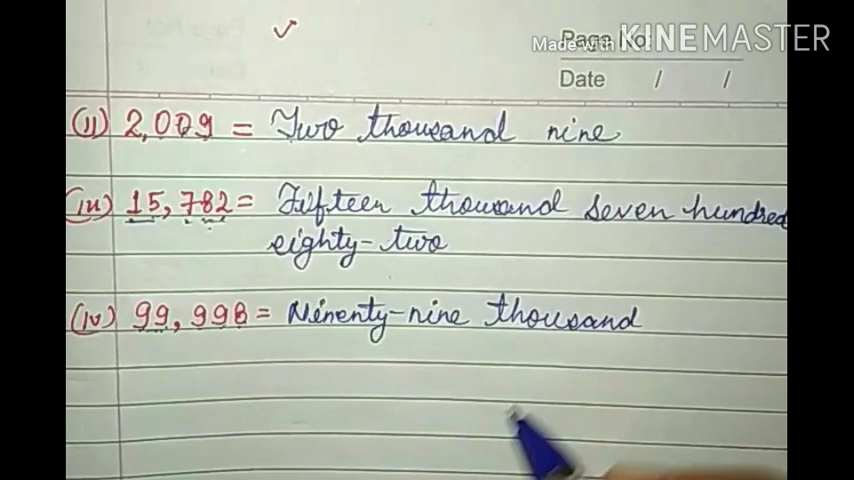 Page No:
Made with KINEMASTER
Date / /
(ii) 2,009 = Two thousand nine
(iii) 15,782 = Fifteen thousand seven hundred
eighty-two
(iv) 99,998 = Ninenty-nine thousand